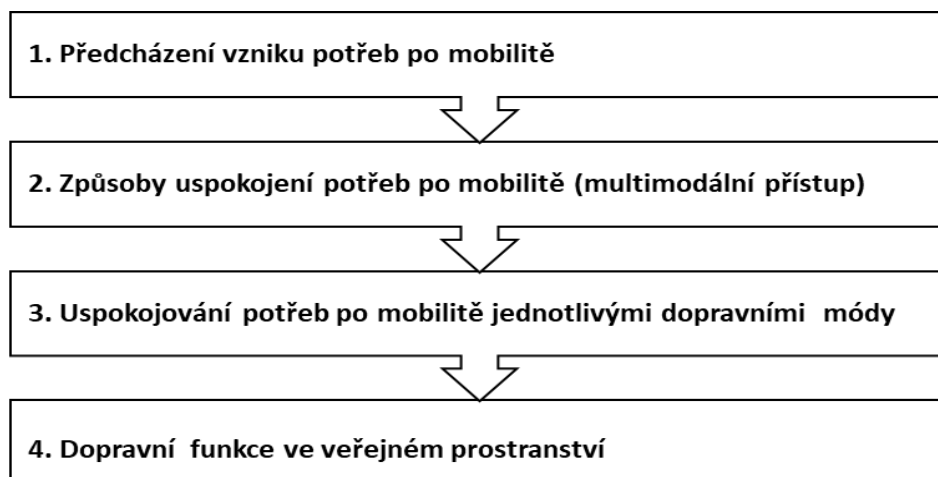 1. Předcházení vzniku potřeb po mobilitě
2. Způsoby uspokojení potřeb po mobilitě (multimodální přístup)
3. Uspokojování potřeb po mobilitě jednotlivými dopravními módy
4. Dopravní funkce ve veřejném prostranství